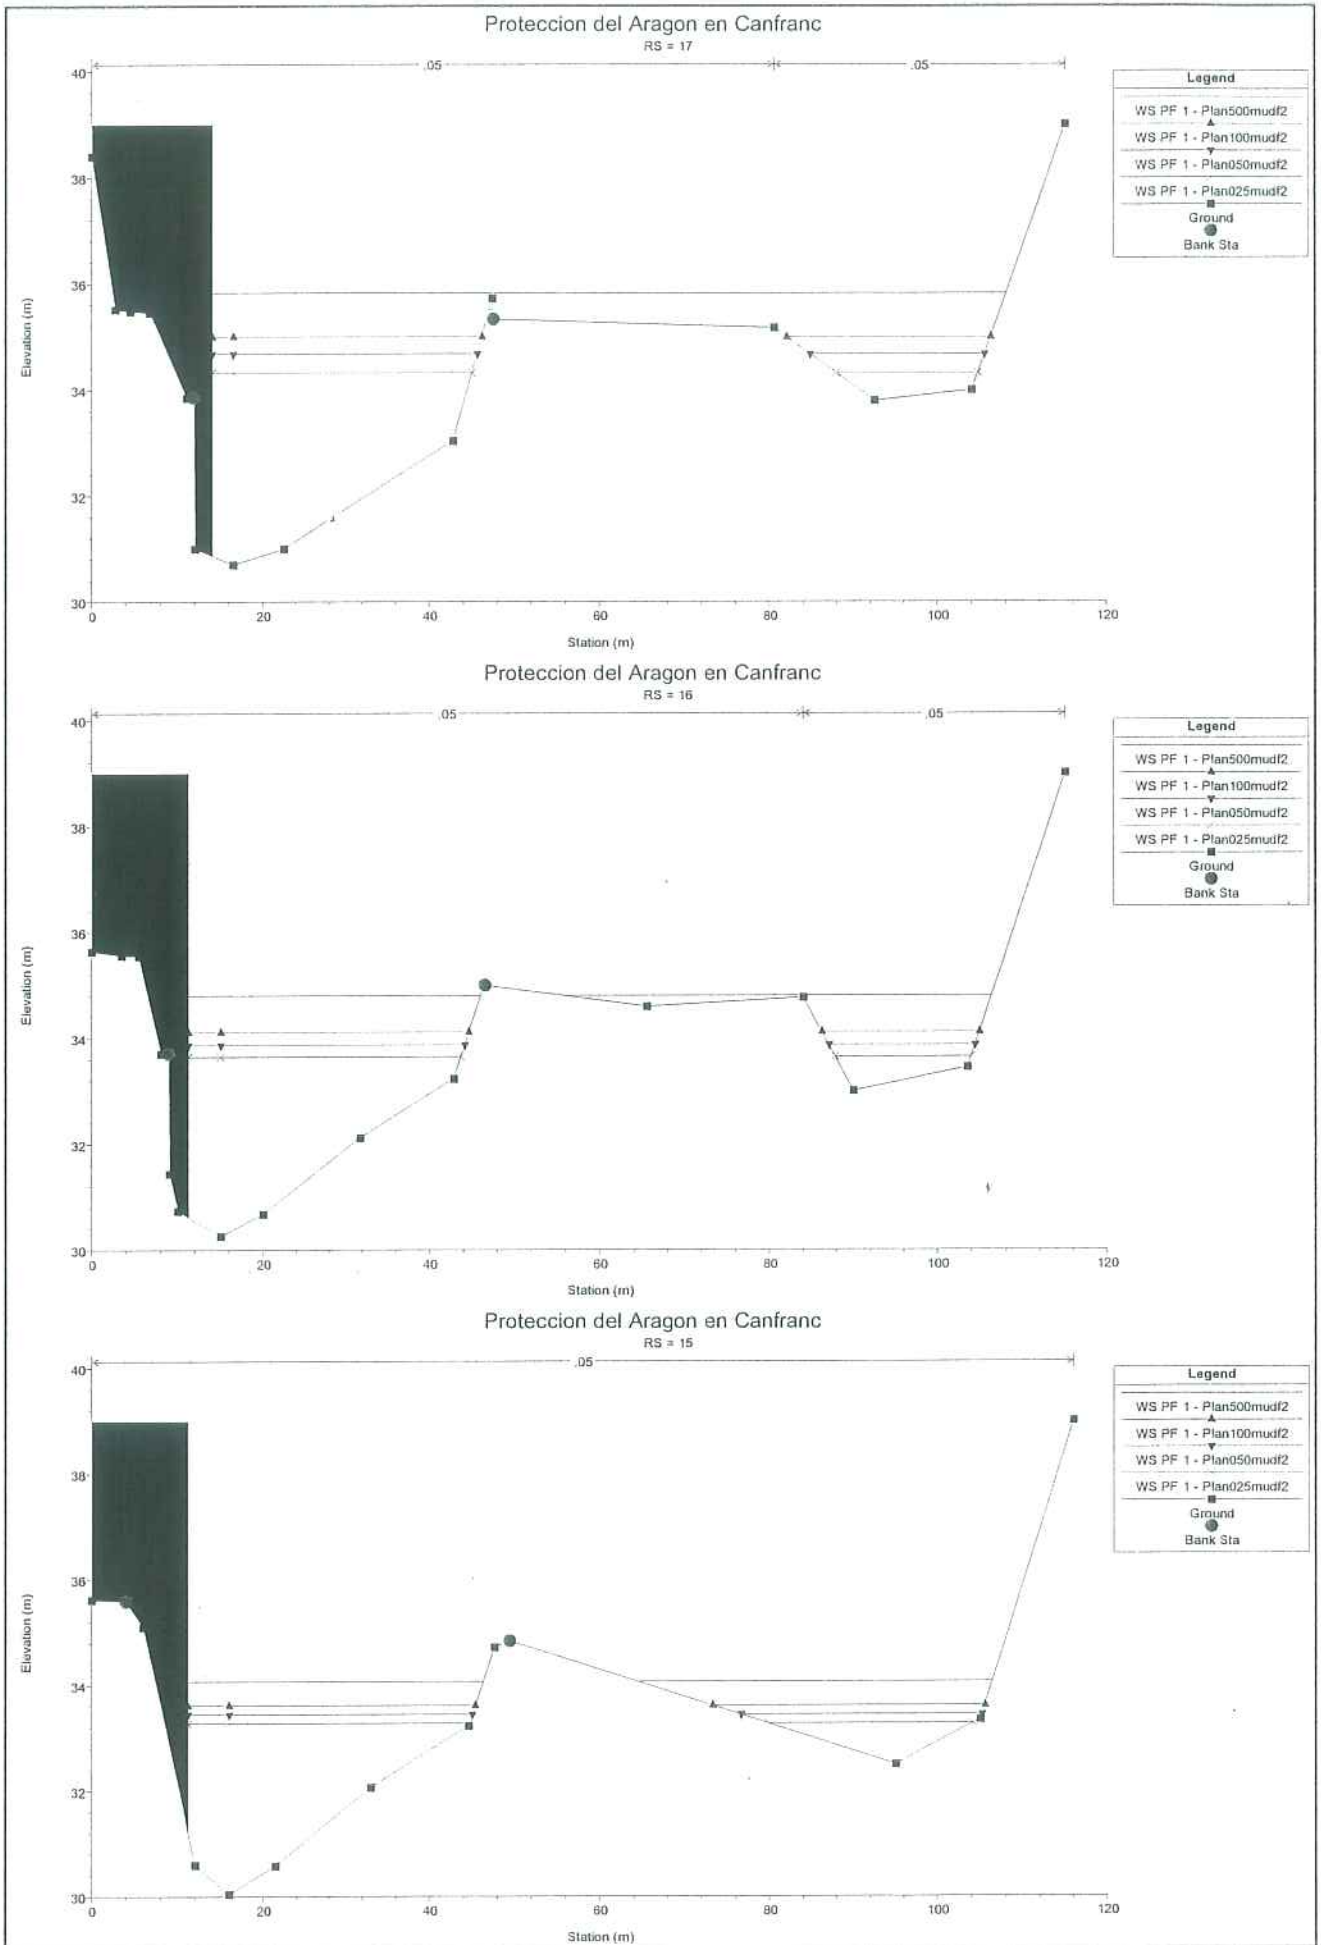 Proteccion del Aragon en Canfranc
RS = 17
.05
.05
Legend
WS PF 1 - Plan500mudf2
WS PF 1 - Plan100mudf2
WS PF 1 - Plan050mudf2
WS PF 1 - Plan025mudf2
Ground
Bank Sta
Elevation (m)
40
38
36
34
32
30
0
20
40
60
80
100
120
Station (m)
Proteccion del Aragon en Canfranc
RS = 16
.05
.05
Legend
WS PF 1 - Plan500mudf2
WS PF 1 - Plan100mudf2
WS PF 1 - Plan050mudf2
WS PF 1 - Plan025mudf2
Ground
Bank Sta
Elevation (m)
40
38
36
34
32
30
0
20
40
60
80
100
120
Station (m)
Proteccion del Aragon en Canfranc
RS = 15
.05
Legend
WS PF 1 - Plan500mudf2
WS PF 1 - Plan100mudf2
WS PF 1 - Plan050mudf2
WS PF 1 - Plan025mudf2
Ground
Bank Sta
Elevation (m)
40
38
36
34
32
30
0
20
40
60
80
100
120
Station (m)